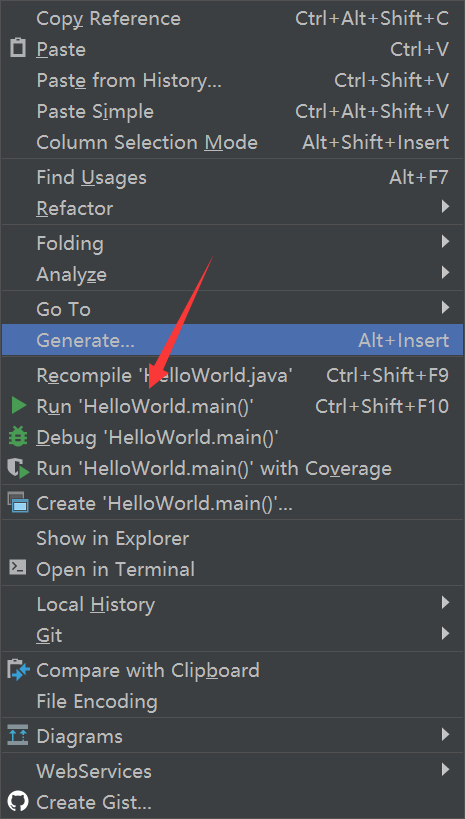 Copy Reference Ctrl+Alt+Shift+C
Paste Ctrl+V
Paste from History... Ctrl+Shift+V
Paste Simple Ctrl+Alt+Shift+V
Column Selection Mode Alt+Shift+Insert
Find Usages Alt+F7
Refactor
Folding
Analyze
Go To
Generate... Alt+Insert
Recompile 'HelloWorld.java' Ctrl+Shift+F9
Run 'HelloWorld.main()' Ctrl+Shift+F10
Debug 'HelloWorld.main()'
Run 'HelloWorld.main()' with Coverage
Create 'HelloWorld.main()'...
Show in Explorer
Open in Terminal
Local History
Git
Compare with Clipboard
File Encoding
Diagrams
WebServices
Create Gist...